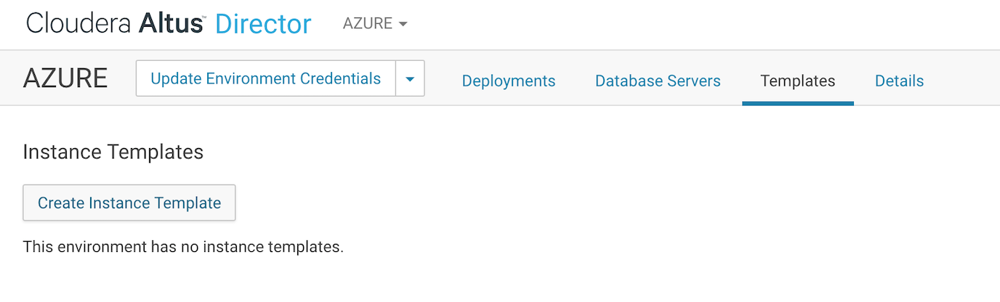 Cloudera Altus™ Director AZURE
AZURE Update Environment Credentials Deployments Database Servers Templates Details
Instance Templates
Create Instance Template
This environment has no instance templates.